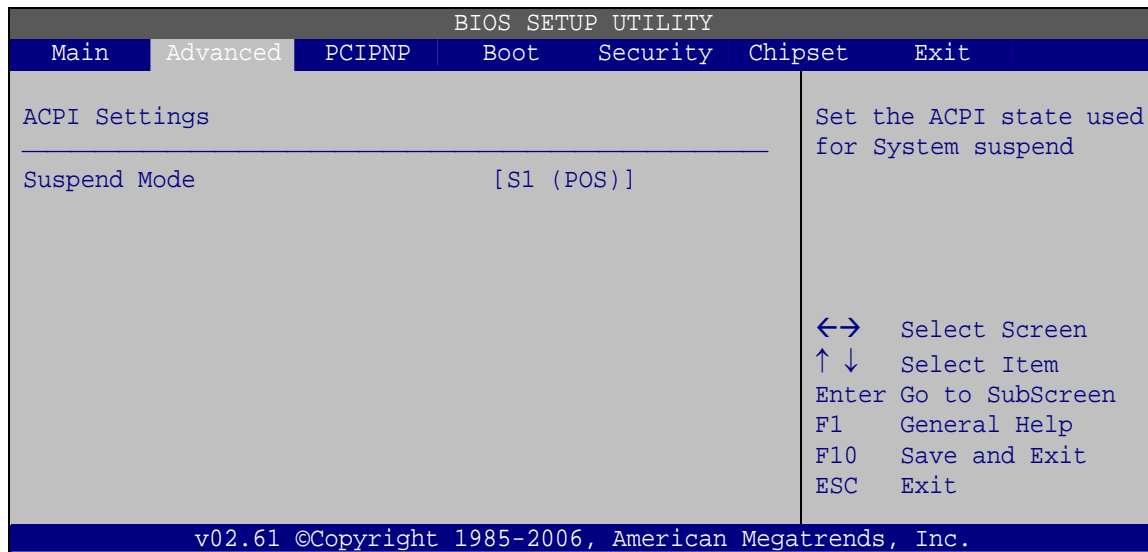 BIOS SETUP UTILITY
Main Advanced PCIPNP Boot Security Chipset Exit
ACPI Settings
Suspend Mode [S1 (POS)]
Set the ACPI state used
for System suspend
←→ Select Screen
↑ ↓ Select Item
Enter Go to SubScreen
F1 General Help
F10 Save and Exit
ESC Exit
v02.61 ©Copyright 1985-2006, American Megatrends, Inc.